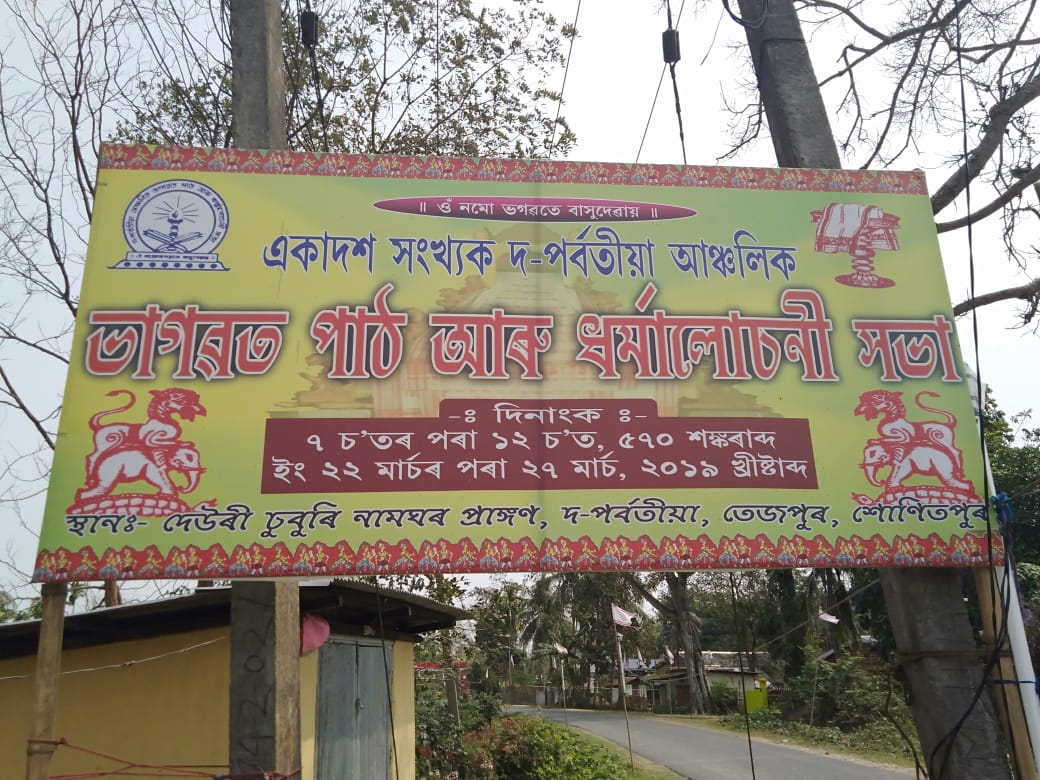 ॥ ওঁ নমো ভগৱতে বাসুদেৱায় ॥
একাদশ সংখ্যক দ-পৰ্বতীয়া আঞ্চলিক
ভাগৱত পাঠ আৰু ধৰ্মালোচনী সভা
-ঃ দিনাংক ঃ-
৭ চ'তৰ পৰা ১২ চ'ত, ৫৭০ শঙ্কৰাব্দ
ইং ২২ মাৰ্চৰ পৰা ২৭ মাৰ্চ, ২০১৯ খ্ৰীষ্টাব্দ
স্থানঃ- দেউৰী চুবুৰি নামঘৰ প্ৰাঙ্গণ, দ-পৰ্বতীয়া, তেজপুৰ, শোণিতপুৰ